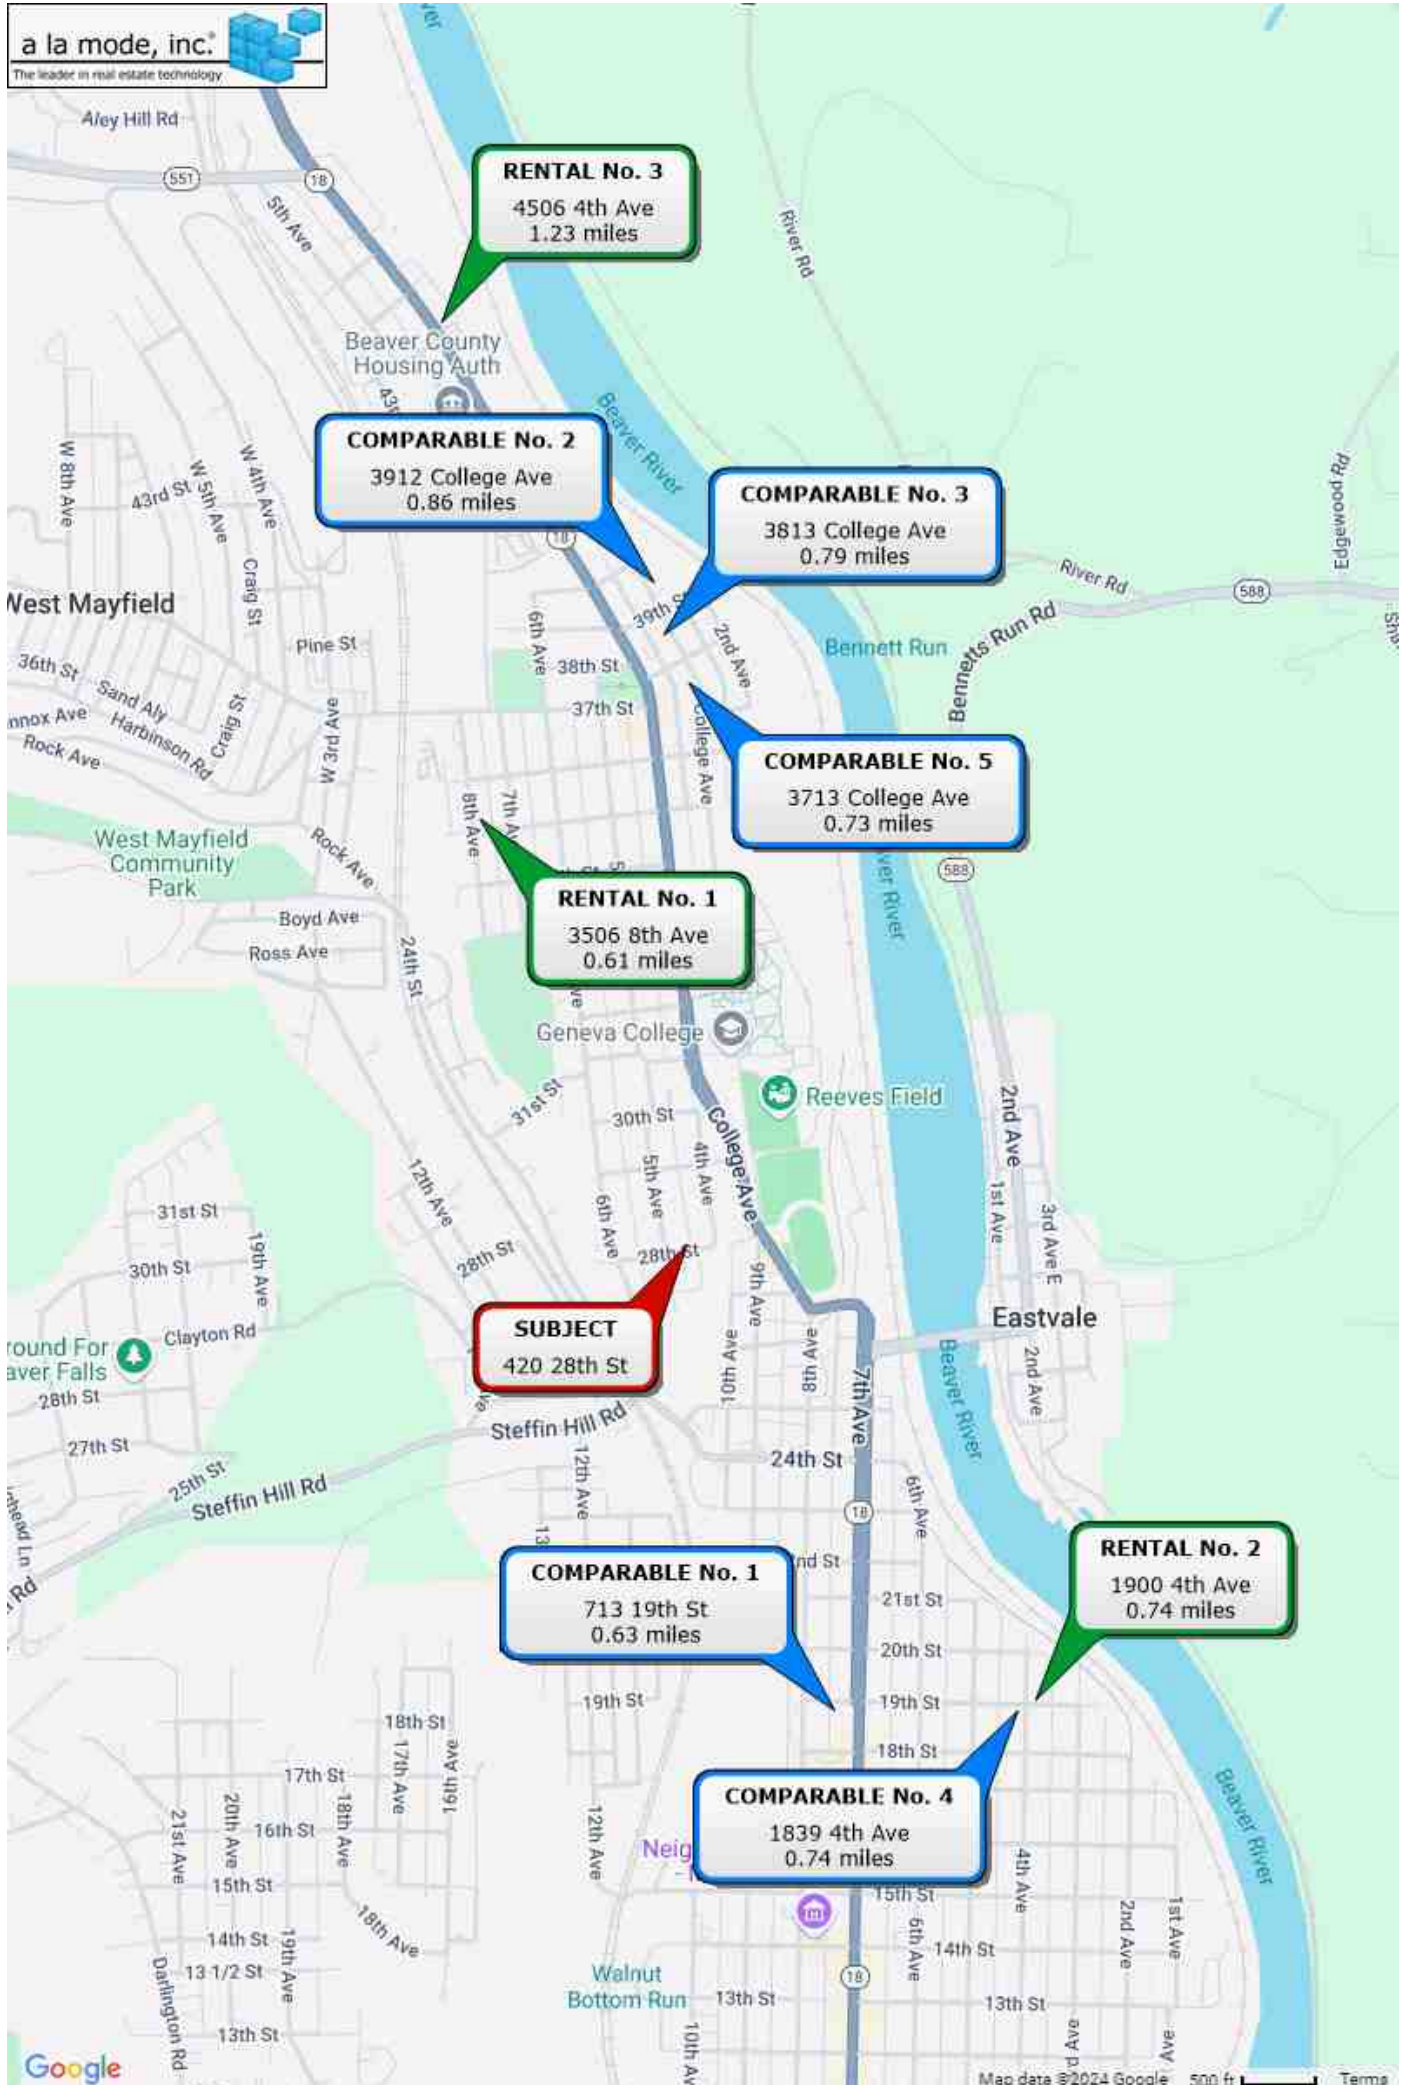 a la mode, inc.®
The leader in real estate technology
Aley Hill Rd
551
18
5th Ave
RENTAL No. 3
4506 4th Ave
1.23 miles
River Rd
Beaver County
Housing Auth
Beaver River
COMPARABLE No. 2
3912 College Ave
0.86 miles
W 8th Ave
43rd St
W 5th Ave
W 4th Ave
COMPARABLE No. 3
3813 College Ave
0.79 miles
Edgewood Rd
18
Craig St
River Rd
588
West Mayfield
39th
6th Ave
2nd Ave
Bennett Run
Bennetts Run Rd
Pine St
38th St
36th St
Sand Aly
Craig St
W 3rd Ave
37th St
College Ave
Harbinson Rd
Rock Ave
COMPARABLE No. 5
3713 College Ave
0.73 miles
8th Ave
West Mayfield
Community
Park
Rock Ave
588
RENTAL No. 1
3506 8th Ave
0.61 miles
Boyd Ave
Ross Ave
24th St
Geneva College
Reeves Field
31st St
30th St
College Ave
2nd Ave
4th Ave
5th Ave
12th Ave
6th Ave
1st Ave
3rd Ave E
31st St
19th Ave
30th St
28th St
28th St
9th Ave
Eastvale
SUBJECT
420 28th St
Clayton Rd
10th Ave
8th Ave
7th Ave
2nd Ave
Beaver River
28th St
27th St
Steffin Hill Rd
24th St
25th St
Steffin Hill Rd
12th Ave
18
6th Ave
COMPARABLE No. 1
713 19th St
0.63 miles
RENTAL No. 2
1900 4th Ave
0.74 miles
21st St
20th St
19th St
19th St
18th St
18th St
17th St
17th Ave
16th Ave
COMPARABLE No. 4
1839 4th Ave
0.74 miles
Beaver River
21st Ave
20th Ave
16th St
18th Ave
12th Ave
4th Ave
15th St
15th St
18th Ave
14th St
19th Ave
6th Ave
14th St
2nd Ave
1st Ave
Darlington Rd
13 1/2 St
Walnut
Bottom Run
18
13th St
13th St
13th St
Google
Map data ©2024 Google
500 ft
Terms